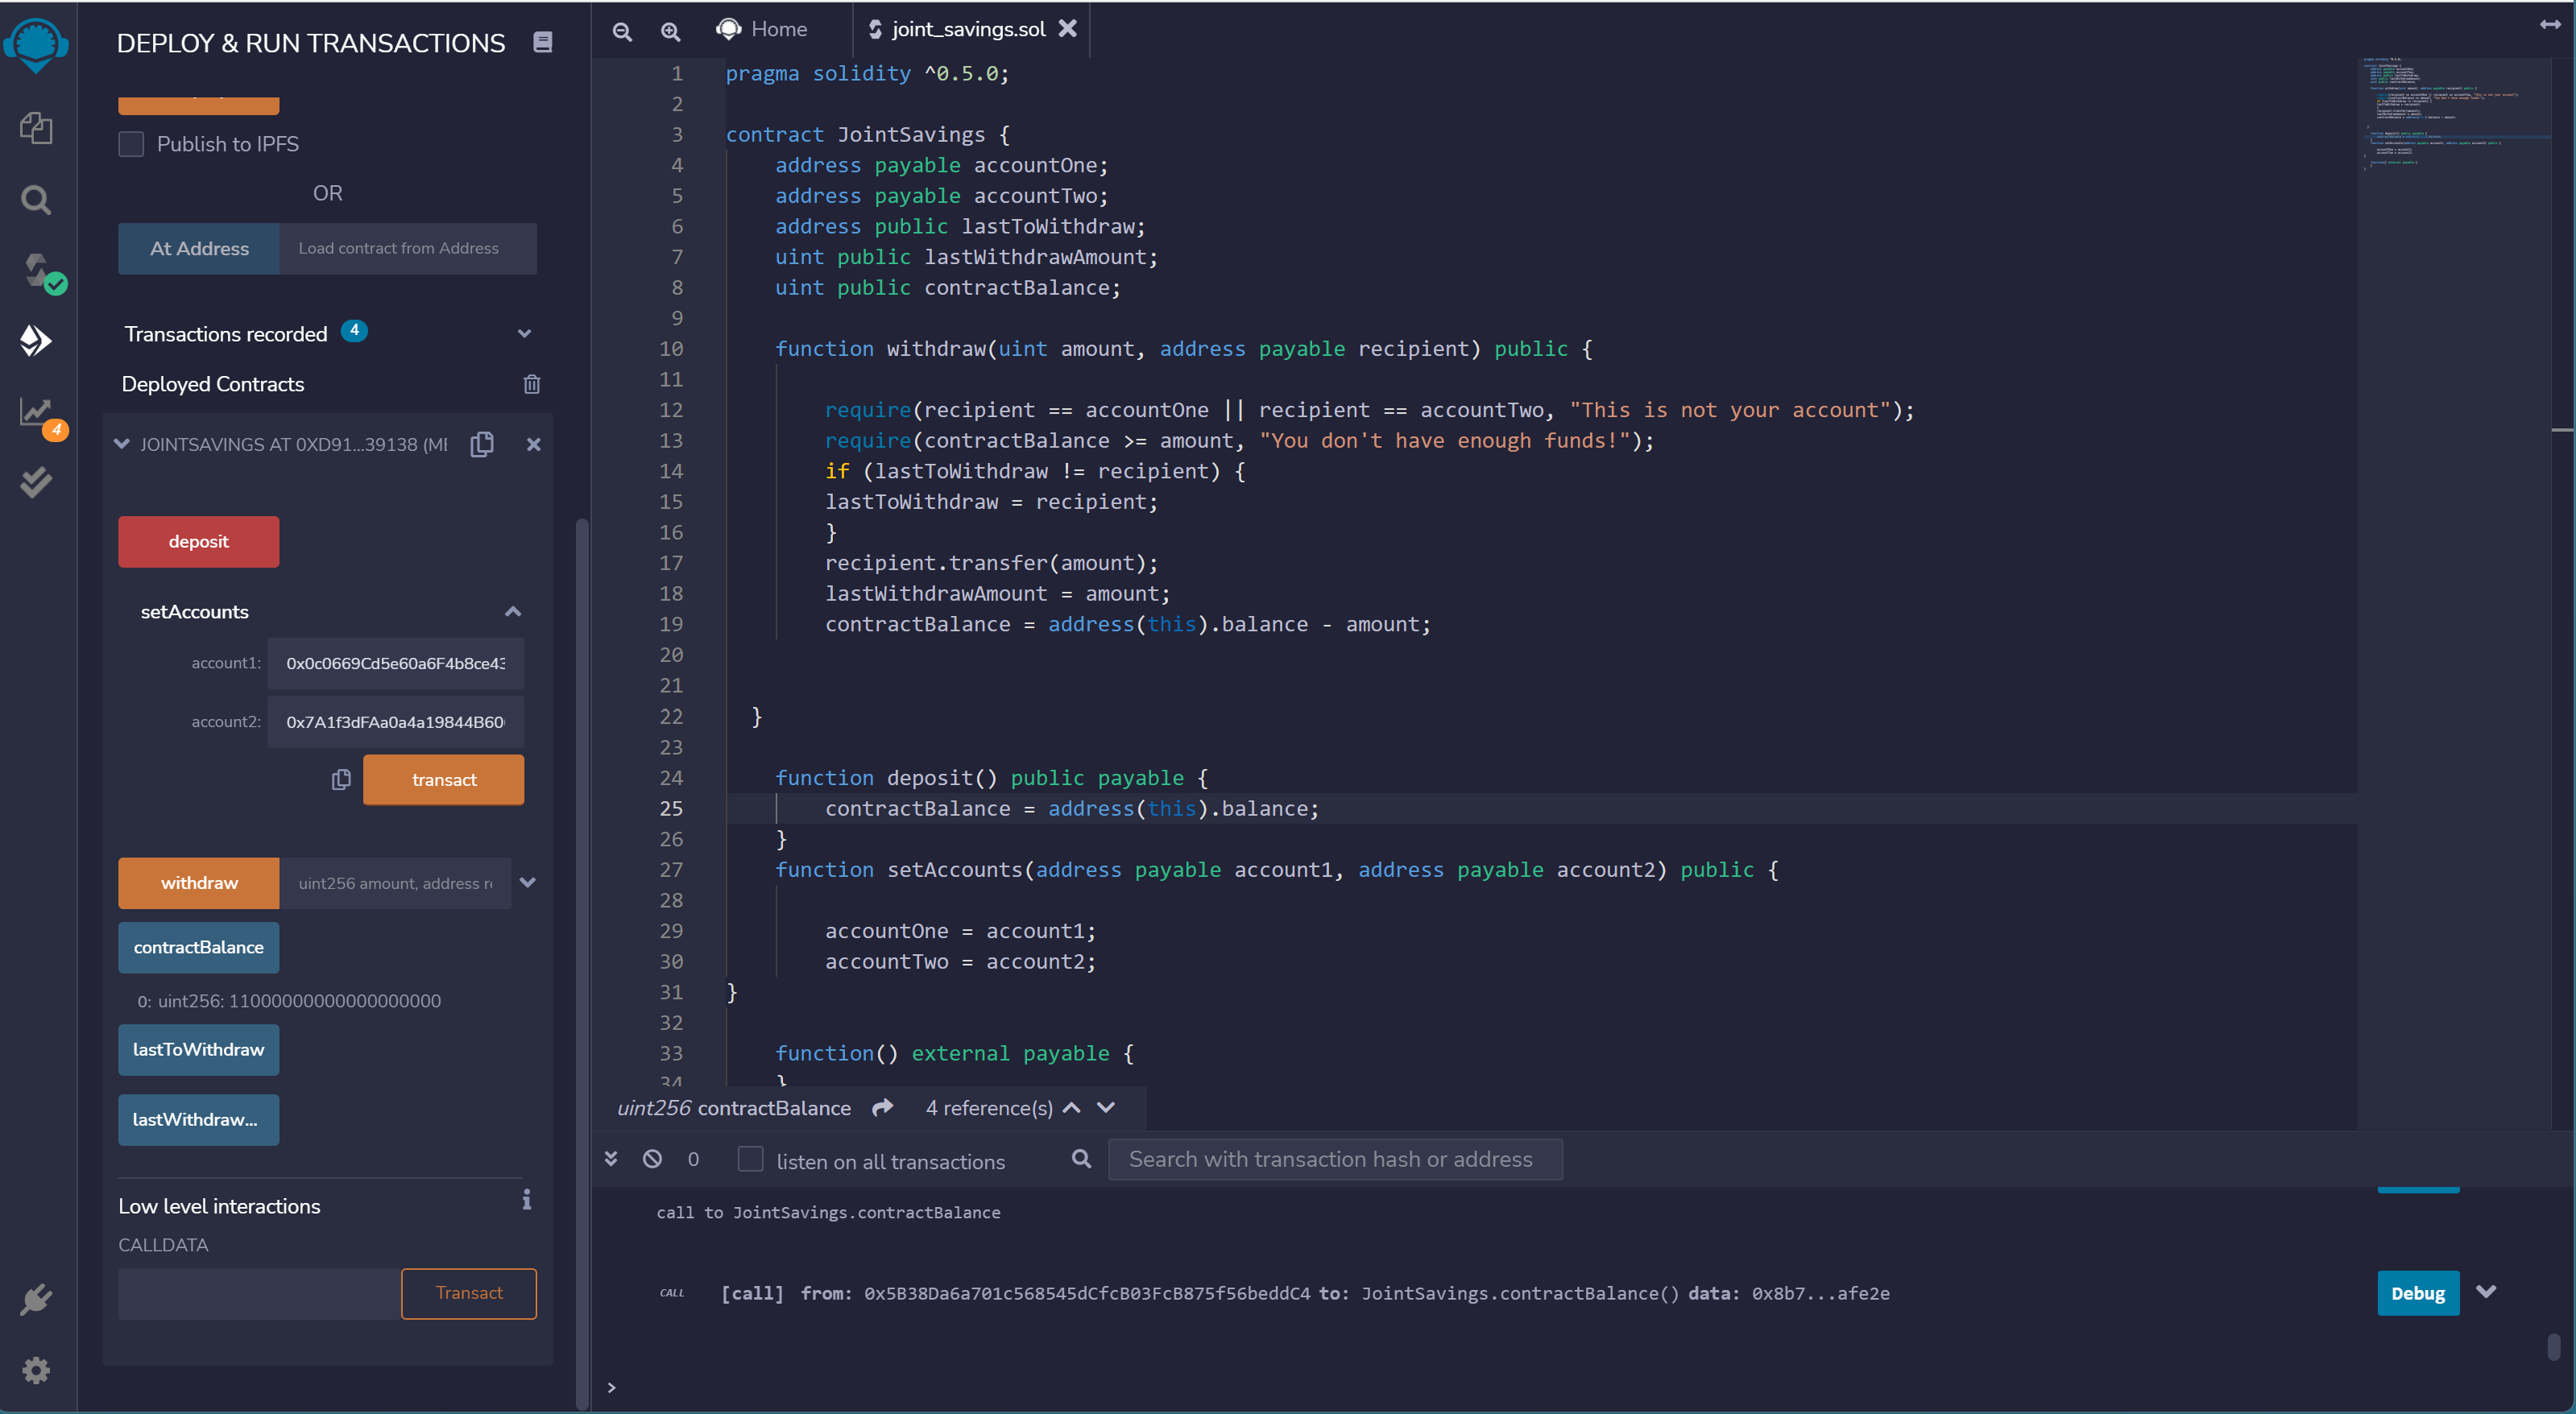 DEPLOY & RUN TRANSACTIONS
Publish to IPFS
OR
At Address
Load contract from Address
Transactions recorded 4
Deployed Contracts
4
JOINTSAVINGS AT 0XD91...39138
deposit
setAccounts
account1:
0x0c0669Cd5e60a6F4b8ce43
account2:
0x7A1f3dFAa0a4a19844B60
transact
withdraw
uint256 amount, address
contractBalance
0: uint256: 11000000000000000000
lastToWithdraw
lastWithdraw...
Low level interactions
CALLDATA
Transact
Home
joint_savings.sol
1 pragma solidity ^0.5.0;
2
3 contract JointSavings {
4 address payable accountOne;
5 address payable accountTwo;
6 address public lastToWithdraw;
7 uint public lastWithdrawAmount;
8 uint public contractBalance;
9
10 function withdraw(uint amount, address payable recipient) public {
11
12 require(recipient == accountOne || recipient == accountTwo, "This is not your account");
13 require(contractBalance >= amount, "You don't have enough funds!");
14 if (lastToWithdraw != recipient) {
15 lastToWithdraw = recipient;
16 }
17 recipient.transfer(amount);
18 lastWithdrawAmount = amount;
19 contractBalance = address(this).balance - amount;
20
21
22 }
23
24 function deposit() public payable {
25 contractBalance = address(this).balance;
26 }
27 function setAccounts(address payable account1, address payable account2) public {
28
29 accountOne = account1;
30 accountTwo = account2;
31 }
32
33 function() external payable {
34 }
uint256 contractBalance
4 reference(s)
0
listen on all transactions
Search with transaction hash or address
call to JointSavings.contractBalance
CALL [call] from: 0x5B38Da6a701c568545dCfcB03FcB875f56beddC4 to: JointSavings.contractBalance() data: 0x8b7...afe2e
Debug
>